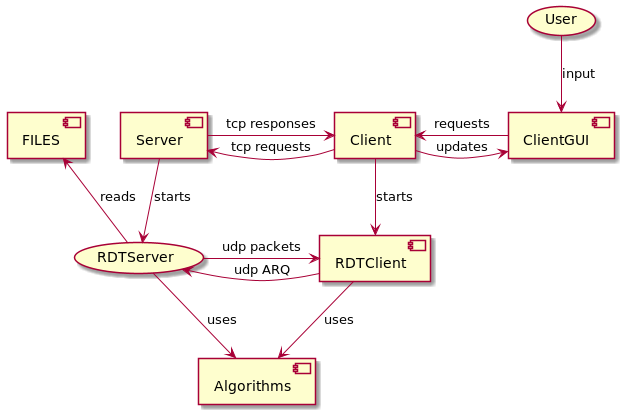 User
input
FILES
Server
tcp responses
tcp requests
Client
requests
updates
ClientGUI
reads
starts
starts
RDTServer
udp packets
udp ARQ
RDTClient
uses
uses
Algorithms